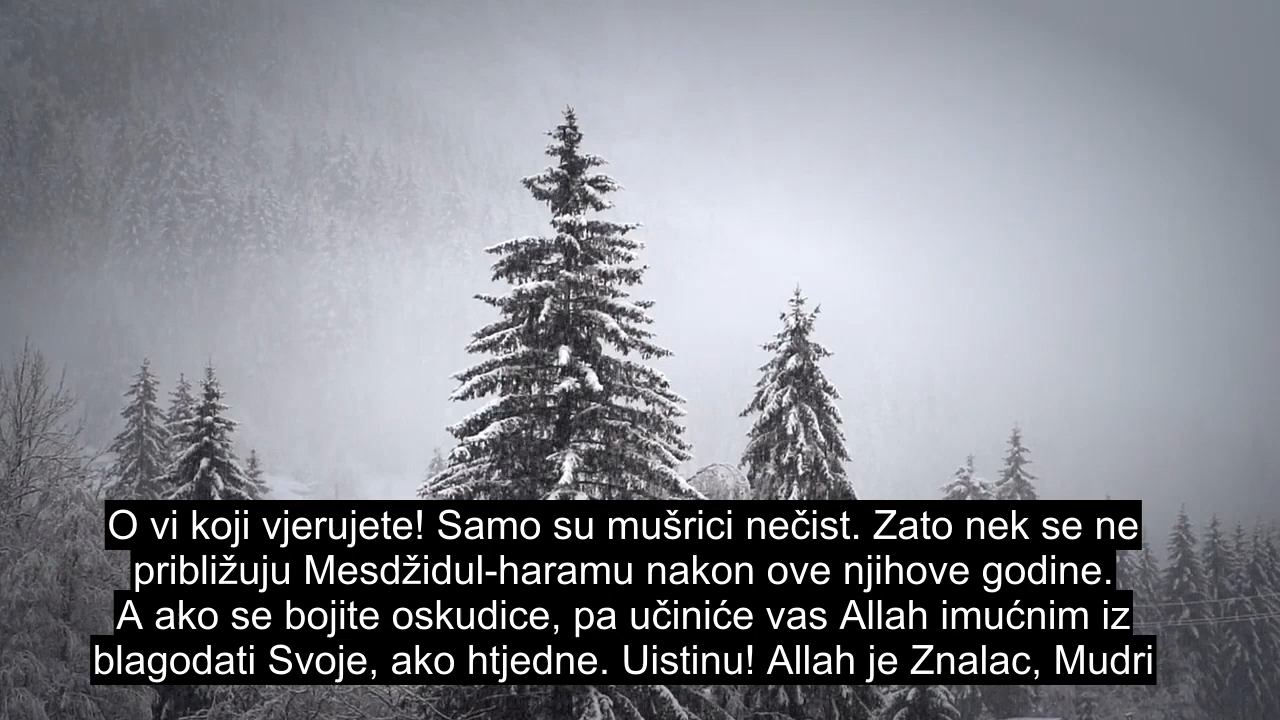 O vi koji vjerujete! Samo su mušrici nečist. Zato nek se ne
približuju Mesdžidul-haramu nakon ove njihove godine.
A ako se bojite oskudice, pa učiniće vas Allah imućnim iz
blagodati Svoje, ako htjedne. Uistinu! Allah je Znalac, Mudri